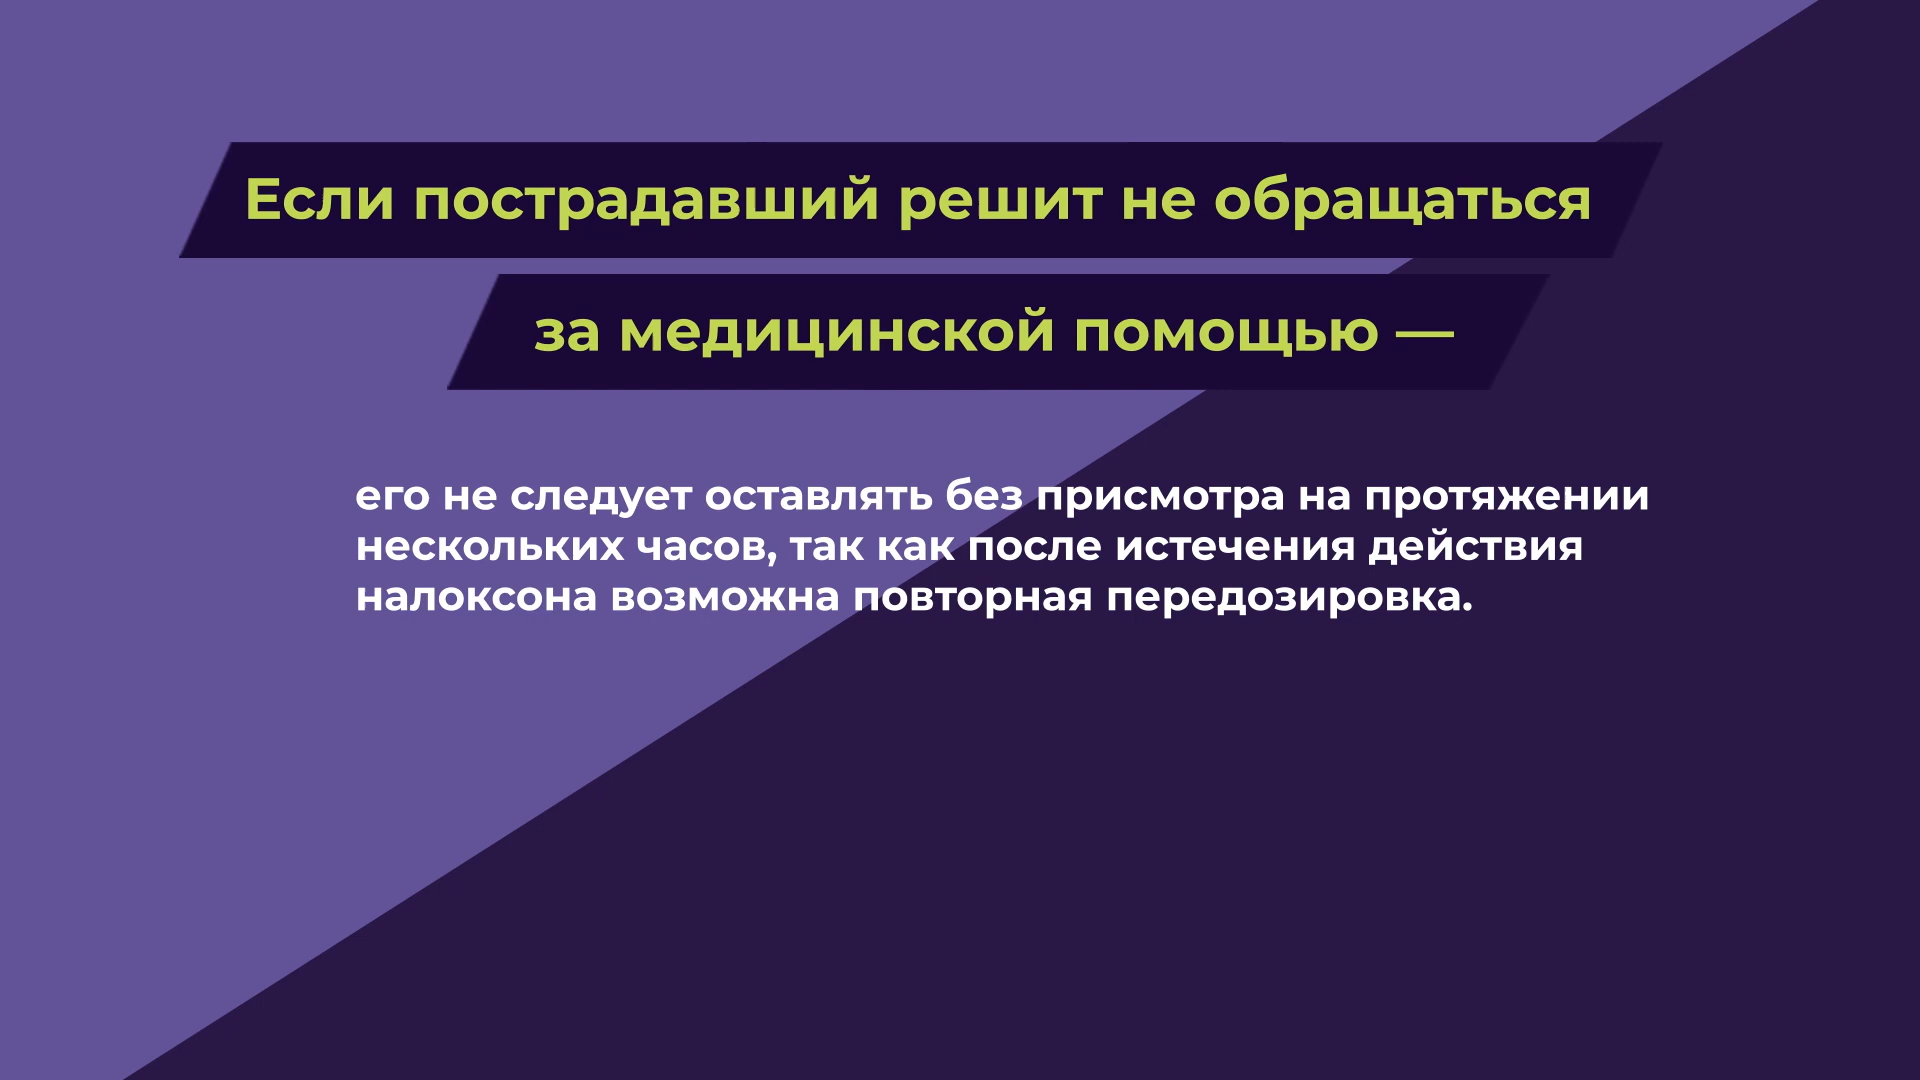 Если пострадавший решит не обращаться
за медицинской помощью —
его не следует оставлять без присмотра на протяжении
нескольких часов, так как после истечения действия
налоксона возможна повторная передозировка.